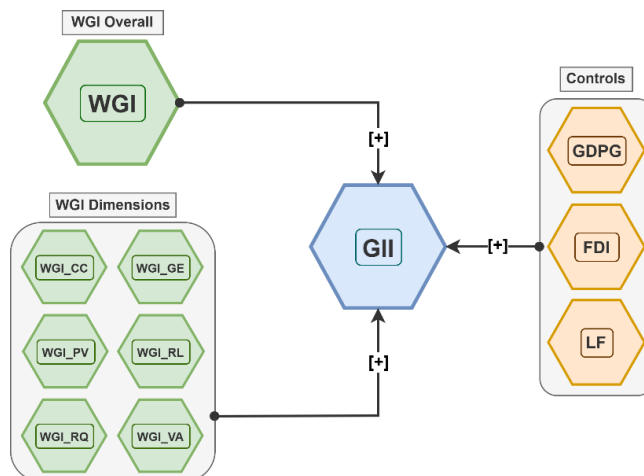 WGI Overall
WGI
[+]
Controls
GDPG
FDI
LF
GII
[+]
WGI Dimensions
WGI_CC
WGI_GE
WGI_PV
WGI_RL
WGI_RQ
WGI_VA
[+]